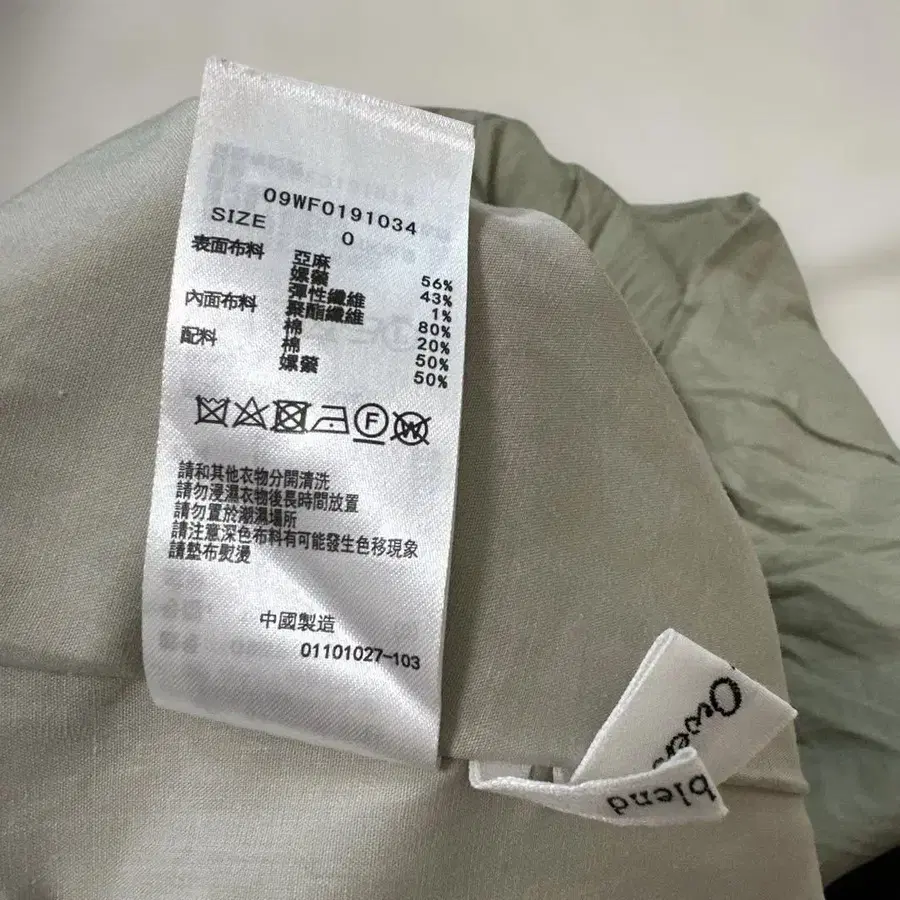 09WF0191034
SIZE 0
表面布料 亞麻 56%
嫘縈 43%
彈性纖維 1%
內面布料 聚酯纖維 80%
棉 20%
配料 棉 50%
嫘縈 50%
F W
請和其他衣物分開清洗
請勿浸濕衣物後長時間放置
請勿置於潮濕場所
請注意深色布料有可能發生色移現象
請墊布熨燙
中國製造
01101027-103
blend